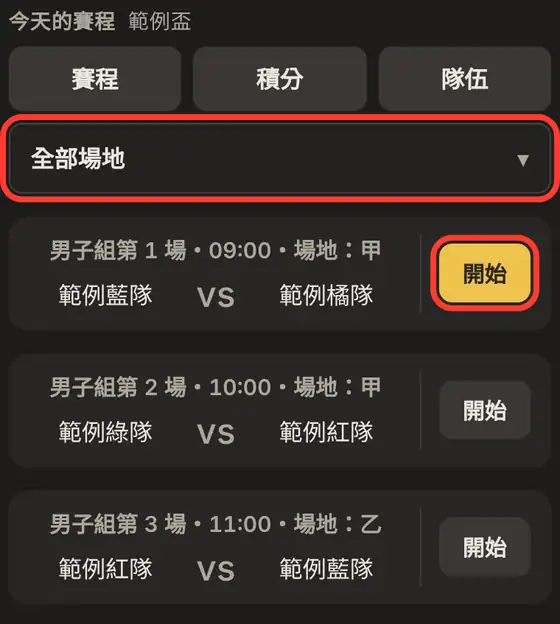 今天的賽程 範例盃
賽程 積分 隊伍
全部場地 ▼
男子組第 1 場・09:00・場地：甲
範例藍隊 VS 範例橘隊
開始
男子組第 2 場・10:00・場地：甲
範例綠隊 VS 範例紅隊
開始
男子組第 3 場・11:00・場地：乙
範例紅隊 VS 範例藍隊
開始